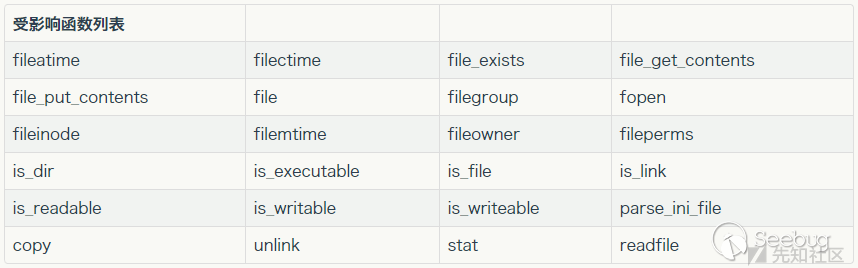 受影响函数列表
fileatime filectime file_exists file_get_contents
file_put_contents file filegroup fopen
fileinode filemtime fileowner fileperms
is_dir is_executable is_file is_link
is_readable is_writable is_writeable parse_ini_file
copy unlink stat readfile
Seebug
先知社区